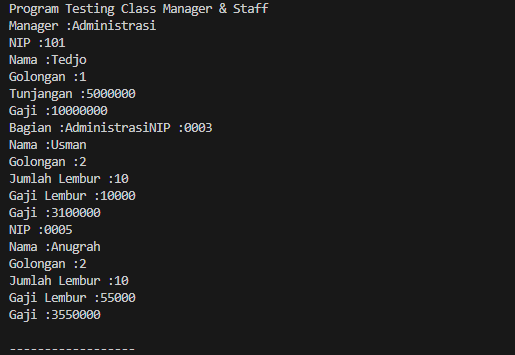 Program Testing Class Manager & Staff
Manager :Administrasi
NIP :101
Nama :Tedjo
Golongan :1
Tunjangan :5000000
Gaji :10000000
Bagian :AdministrasiNIP :0003
Nama :Usman
Golongan :2
Jumlah Lembur :10
Gaji Lembur :10000
Gaji :3100000
NIP :0005
Nama :Anugrah
Golongan :2
Jumlah Lembur :10
Gaji Lembur :55000
Gaji :3550000
------------------